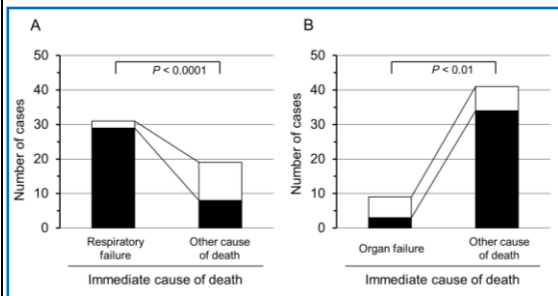 A
50
40
30
20
10
0
Number of cases
P < 0.0001
Respiratory
failure
Other cause
of death
Immediate cause of death
B
50
40
30
20
10
0
Number of cases
P < 0.01
Organ failure
Other cause
of death
Immediate cause of death